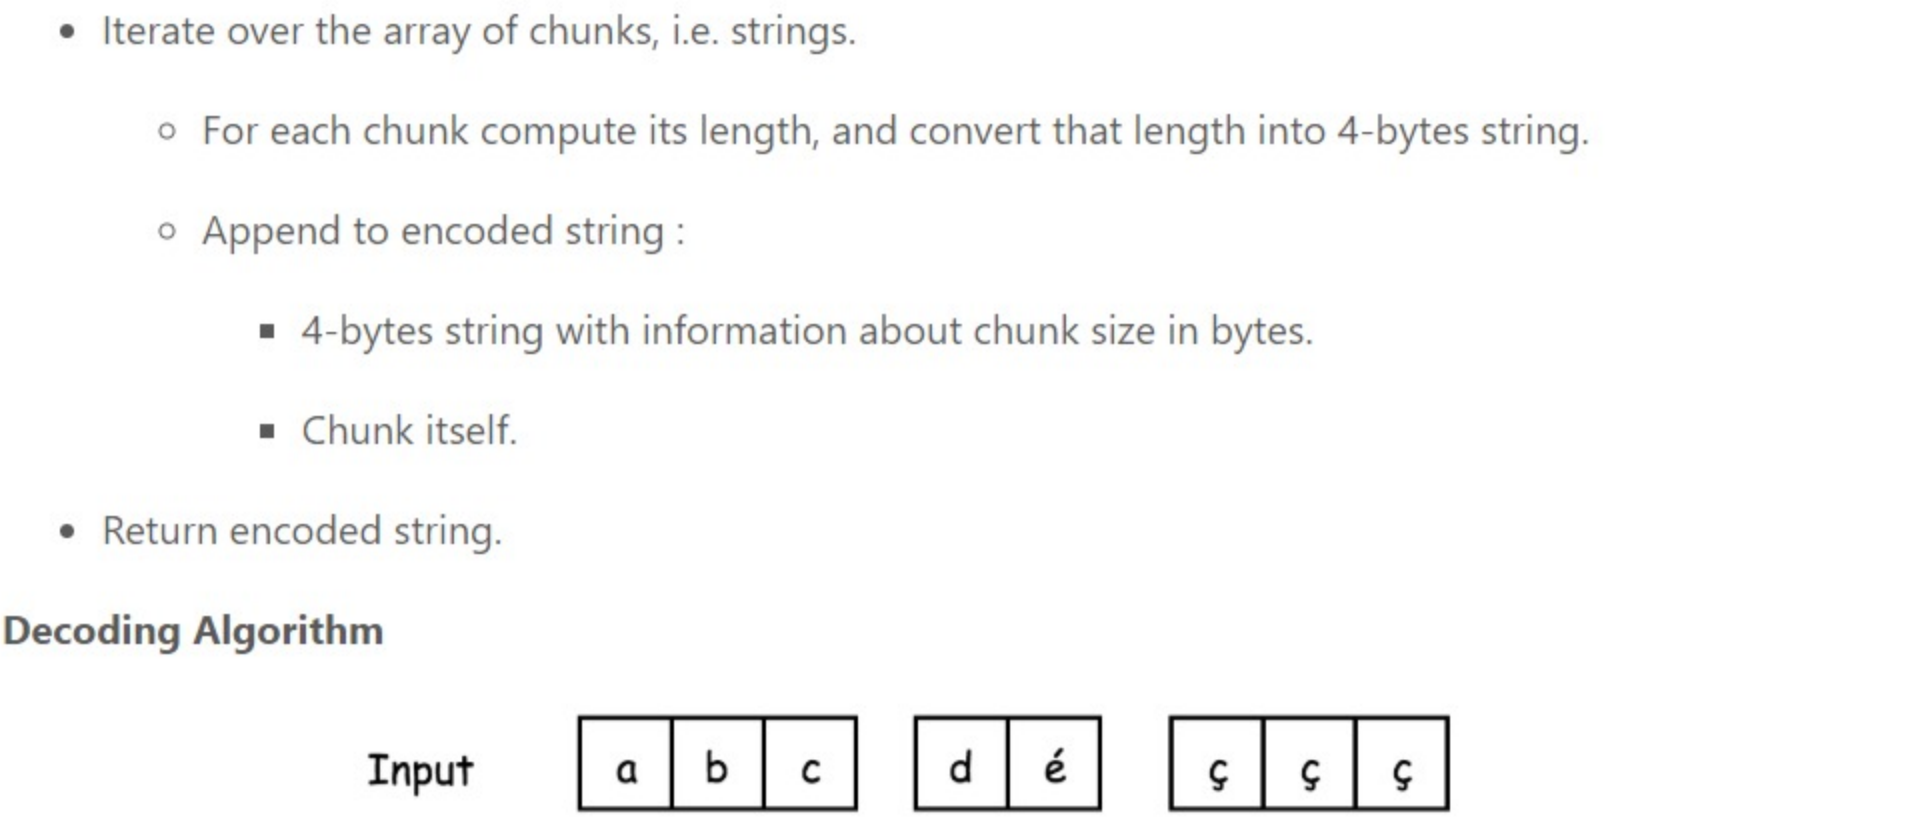 Iterate over the array of chunks, i.e. strings.
For each chunk compute its length, and convert that length into 4-bytes string.
Append to encoded string :
4-bytes string with information about chunk size in bytes.
Chunk itself.
Return encoded string.
Decoding Algorithm
Input a b c d é ç ç ç